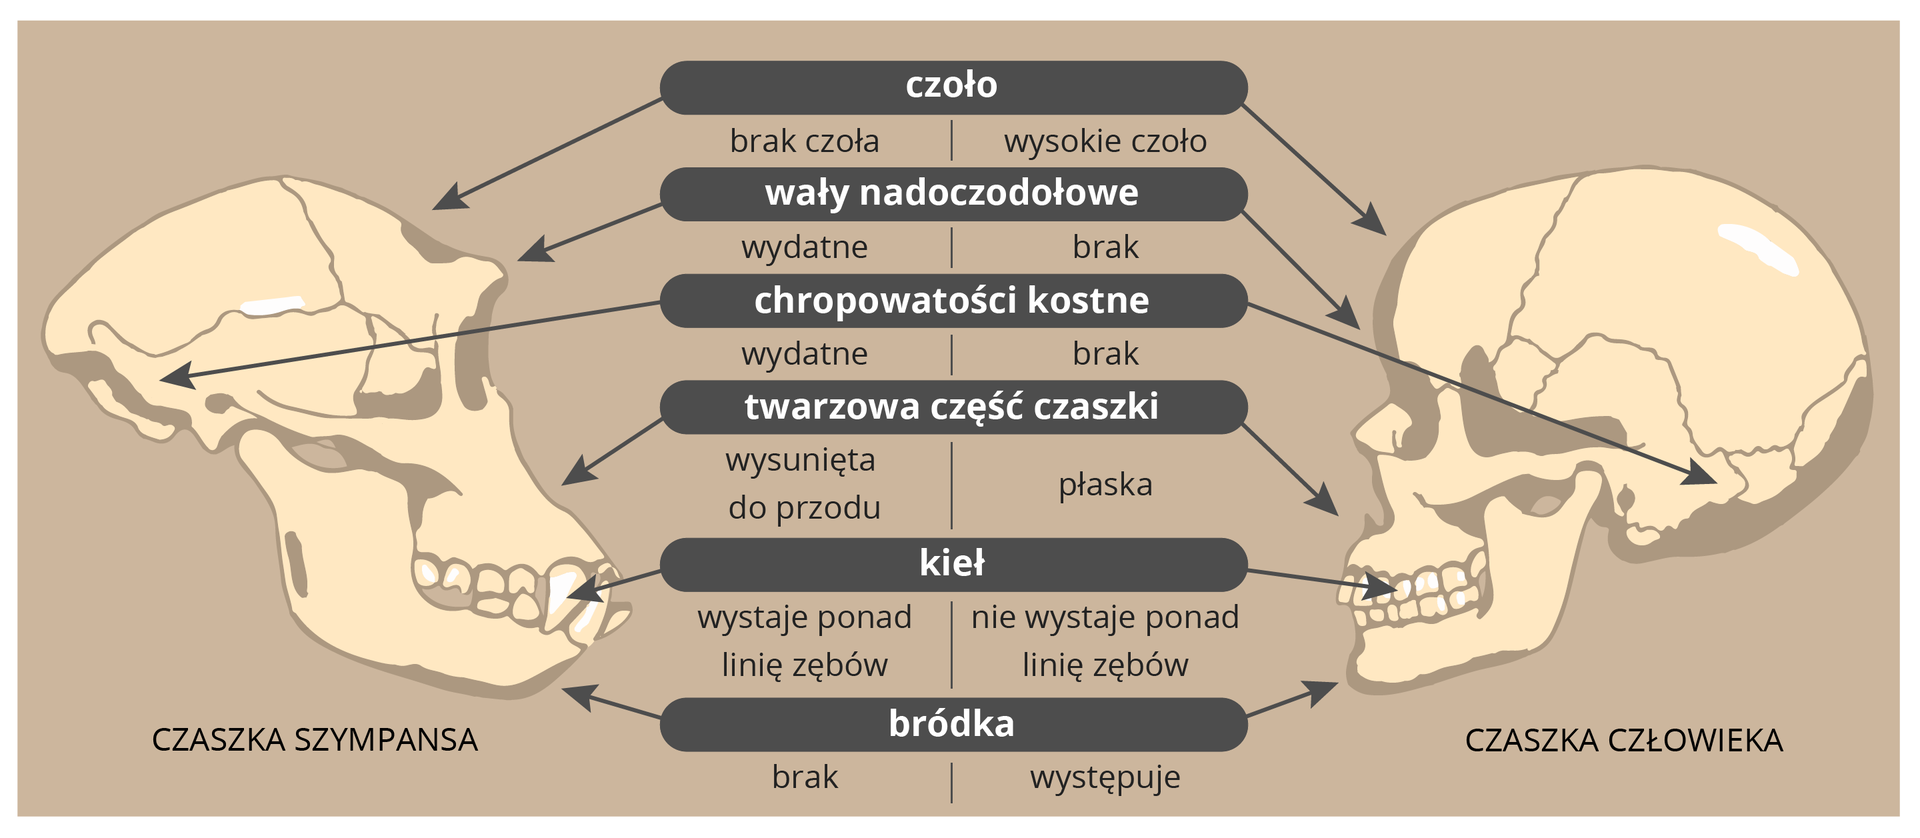 czoło
brak czoła | wysokie czoło
wały nadoczodołowe
wydatne | brak
chropowatości kostne
wydatne | brak
twarzowa część czaszki
wysunięta
do przodu | płaska
kieł
wystaje ponad | nie wystaje ponad
linię zębów | linię zębów
bródka
brak | występuje
CZASZKA SZYMPANSA
CZASZKA CZŁOWIEKA